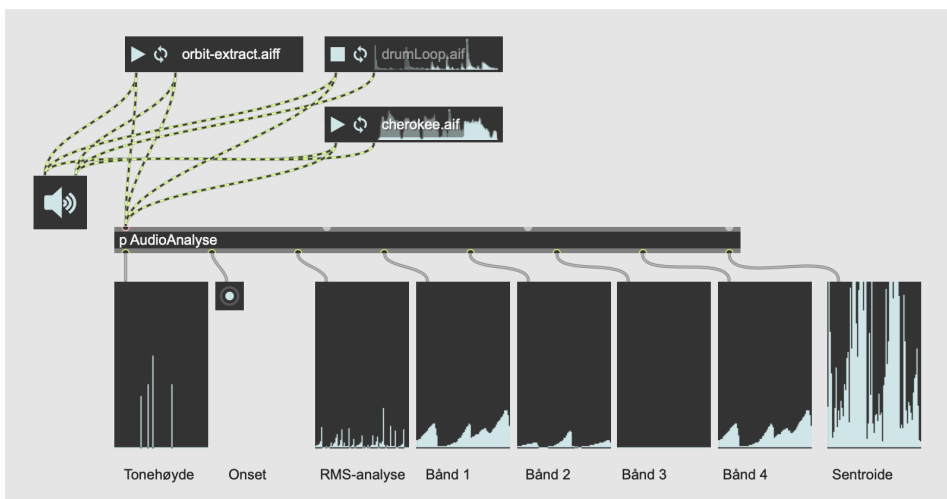 orbit-extract.aiff
drumLoop.aif
cherokee.aif
p AudioAnalyse
Tonehøyde
Onset
RMS-analyse
Bånd 1
Bånd 2
Bånd 3
Bånd 4
Sentroide